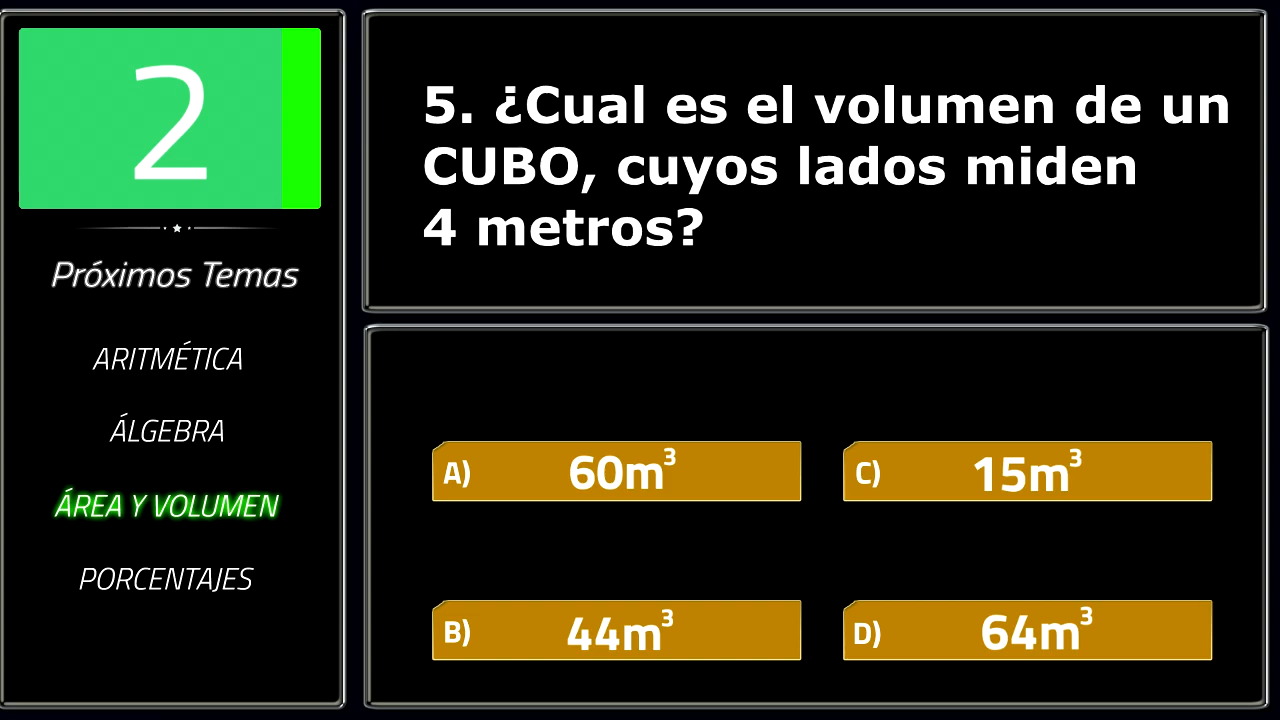 2
Próximos Temas
ARITMÉTICA
ÁLGEBRA
ÁREA Y VOLUMEN
PORCENTAJES
5. ¿Cual es el volumen de un
CUBO, cuyos lados miden
4 metros?
A) 60m³
C) 15m³
B) 44m³
D) 64m³